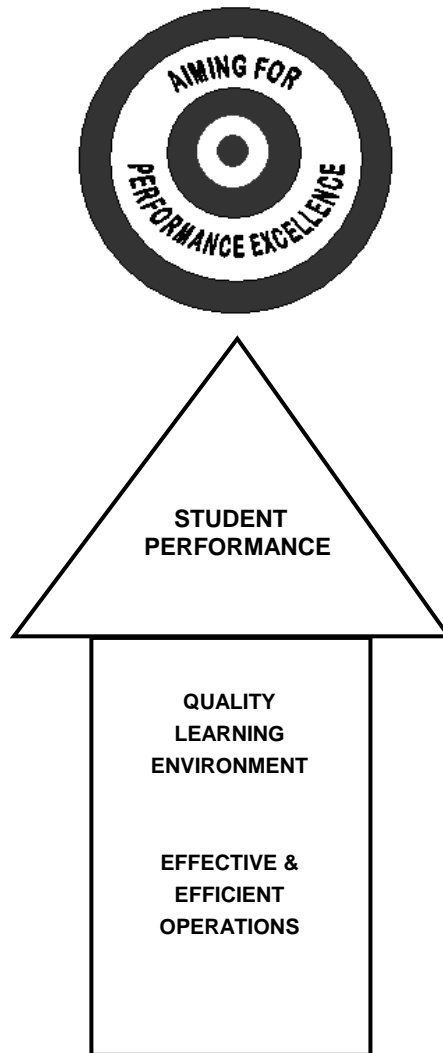 AIMING FOR
PERFORMANCE EXCELLENCE
STUDENT
PERFORMANCE
QUALITY
LEARNING
ENVIRONMENT
EFFECTIVE &
EFFICIENT
OPERATIONS